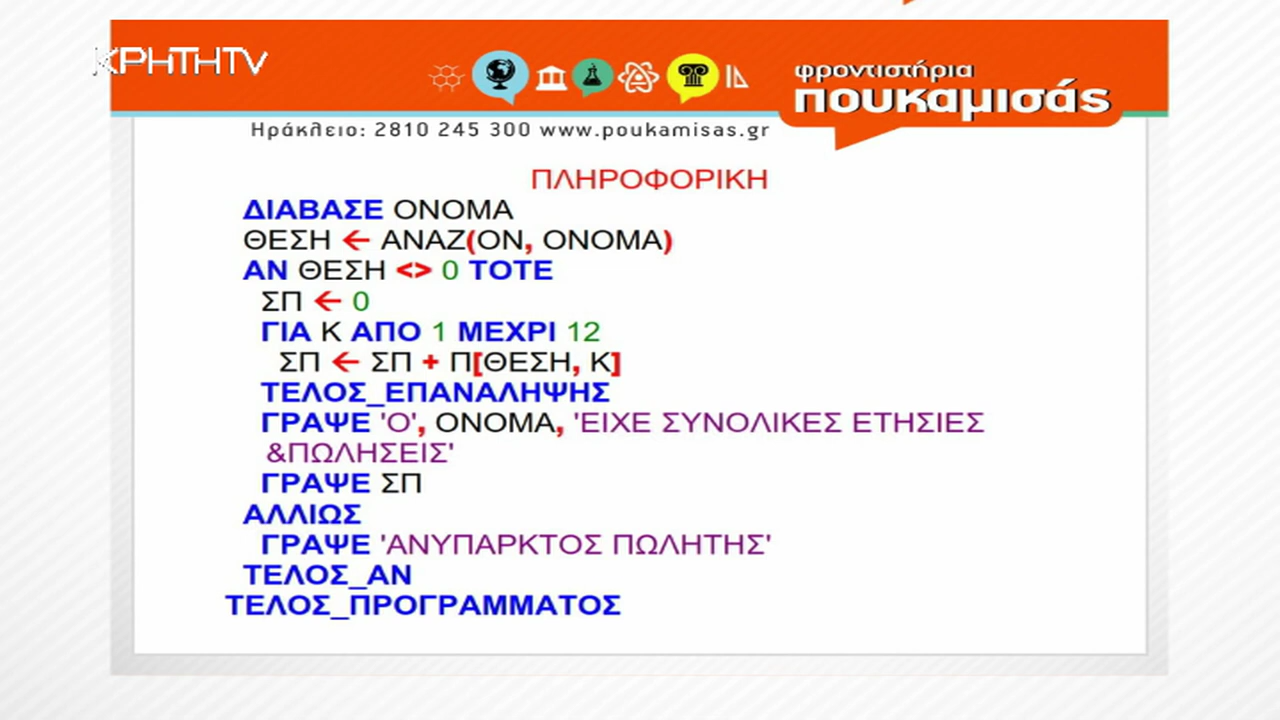 ΚΡΗΤΗTV
φροντιστήρια
πουκαμισάς
Ηράκλειο: 2810 245 300 www.poukamisas.gr
ΠΛΗΡΟΦΟΡΙΚΗ
ΔΙΑΒΑΣΕ ΟΝΟΜΑ
ΘΕΣΗ ← ΑΝΑΖ(ΟΝ, ΟΝΟΜΑ)
ΑΝ ΘΕΣΗ <> 0 ΤΟΤΕ
ΣΠ ← 0
ΓΙΑ Κ ΑΠΟ 1 ΜΕΧΡΙ 12
ΣΠ ← ΣΠ + Π[ΘΕΣΗ, Κ]
ΤΕΛΟΣ_ΕΠΑΝΑΛΗΨΗΣ
ΓΡΑΨΕ 'Ο', ΟΝΟΜΑ, 'ΕΙΧΕ ΣΥΝΟΛΙΚΕΣ ΕΤΗΣΙΕΣ
&ΠΩΛΗΣΕΙΣ'
ΓΡΑΨΕ ΣΠ
ΑΛΛΙΩΣ
ΓΡΑΨΕ 'ΑΝΥΠΑΡΚΤΟΣ ΠΩΛΗΤΗΣ'
ΤΕΛΟΣ_ΑΝ
ΤΕΛΟΣ_ΠΡΟΓΡΑΜΜΑΤΟΣ